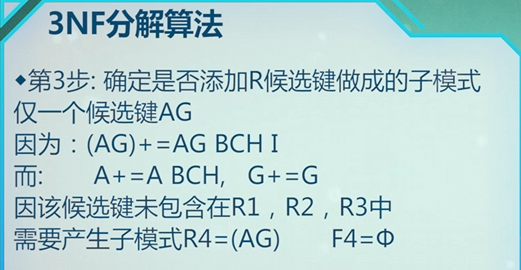 3NF分解算法
◆第3步: 确定是否添加R候选键做成的子模式
仅一个候选键AG
因为：(AG)+=AG BCH I
而: A+=A BCH, G+=G
因该候选键未包含在R1，R2，R3中
需要产生子模式R4=(AG) F4=Φ